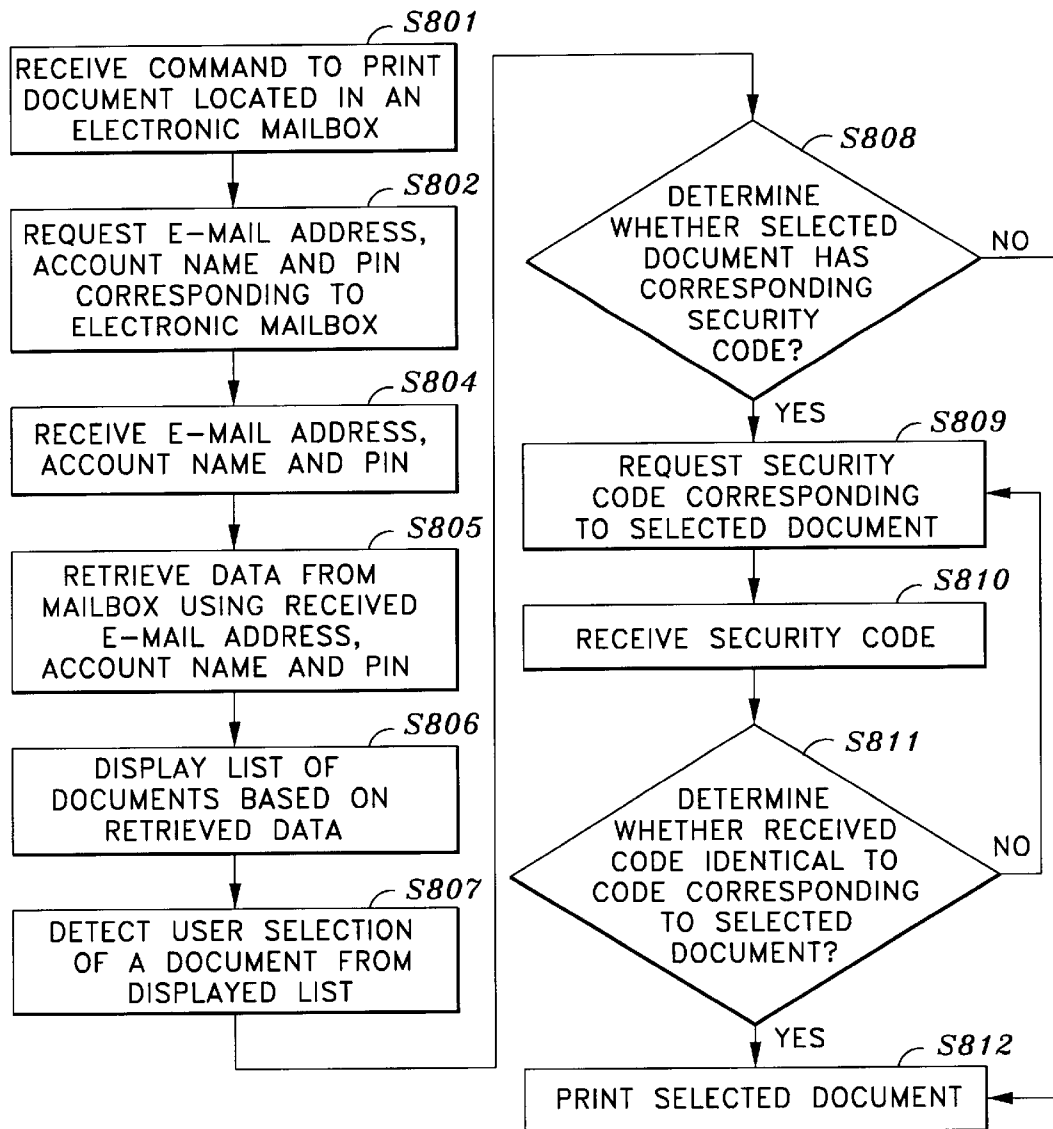 S801
RECEIVE COMMAND TO PRINT
DOCUMENT LOCATED IN AN
ELECTRONIC MAILBOX
S802
REQUEST E-MAIL ADDRESS,
ACCOUNT NAME AND PIN
CORRESPONDING TO
ELECTRONIC MAILBOX
S804
RECEIVE E-MAIL ADDRESS,
ACCOUNT NAME AND PIN
S805
RETRIEVE DATA FROM
MAILBOX USING RECEIVED
E-MAIL ADDRESS,
ACCOUNT NAME AND PIN
S806
DISPLAY LIST OF
DOCUMENTS BASED ON
RETRIEVED DATA
S807
DETECT USER SELECTION
OF A DOCUMENT FROM
DISPLAYED LIST
S808
DETERMINE
WHETHER SELECTED
DOCUMENT HAS
CORRESPONDING
SECURITY
CODE?
NO
YES
S809
REQUEST SECURITY
CODE CORRESPONDING
TO SELECTED DOCUMENT
S810
RECEIVE SECURITY CODE
S811
DETERMINE
WHETHER RECEIVED
CODE IDENTICAL TO
CODE CORRESPONDING
TO SELECTED
DOCUMENT?
NO
YES
S812
PRINT SELECTED DOCUMENT